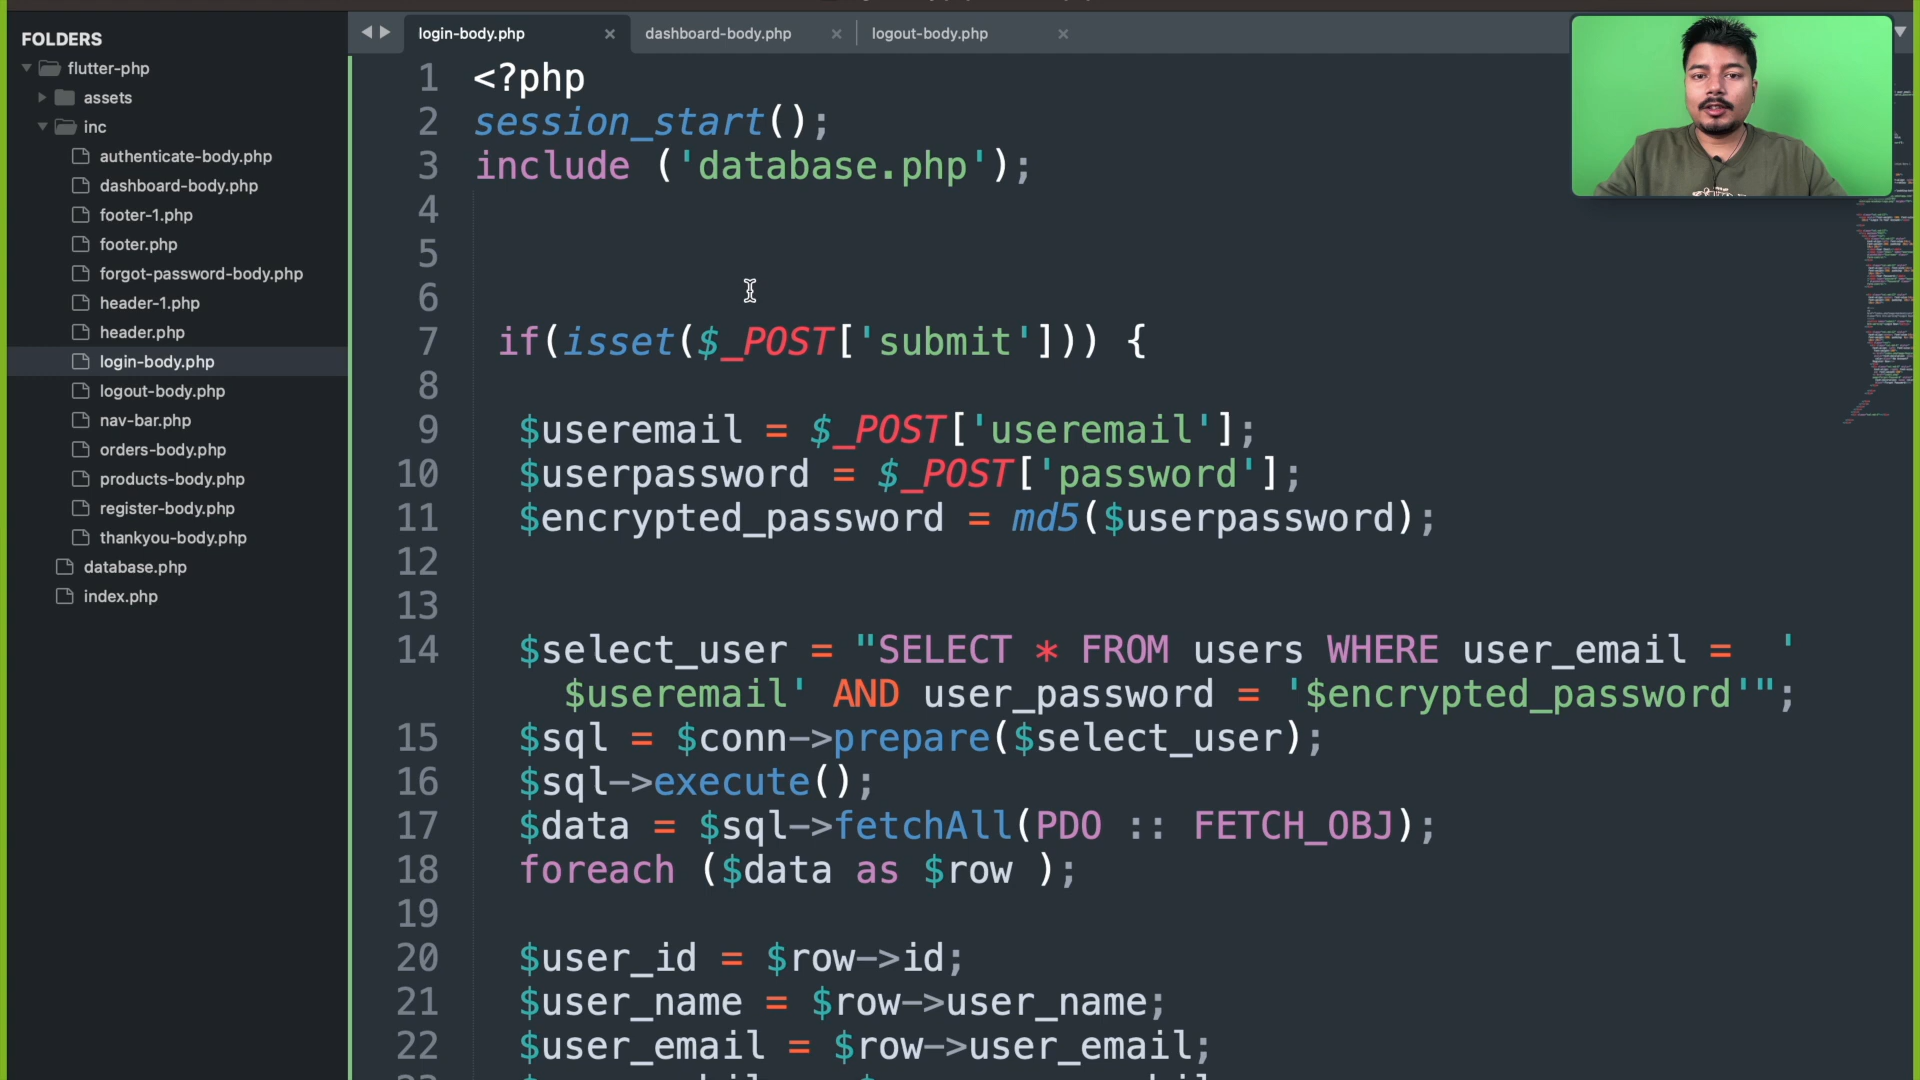 FOLDERS
flutter-php
assets
inc
authenticate-body.php
dashboard-body.php
footer-1.php
footer.php
forgot-password-body.php
header-1.php
header.php
login-body.php
logout-body.php
nav-bar.php
orders-body.php
products-body.php
register-body.php
thankyou-body.php
database.php
index.php
login-body.php × dashboard-body.php × logout-body.php ×
1 <?php
2 session_start();
3 include ('database.php');
4
5
6
7 if(isset($_POST['submit'])) {
8
9 $useremail = $_POST['useremail'];
10 $userpassword = $_POST['password'];
11 $encrypted_password = md5($userpassword);
12
13
14 $select_user = "SELECT * FROM users WHERE user_email = '
$useremail' AND user_password = '$encrypted_password'";
15 $sql = $conn->prepare($select_user);
16 $sql->execute();
17 $data = $sql->fetchAll(PDO :: FETCH_OBJ);
18 foreach ($data as $row );
19
20 $user_id = $row->id;
21 $user_name = $row->user_name;
22 $user_email = $row->user_email;